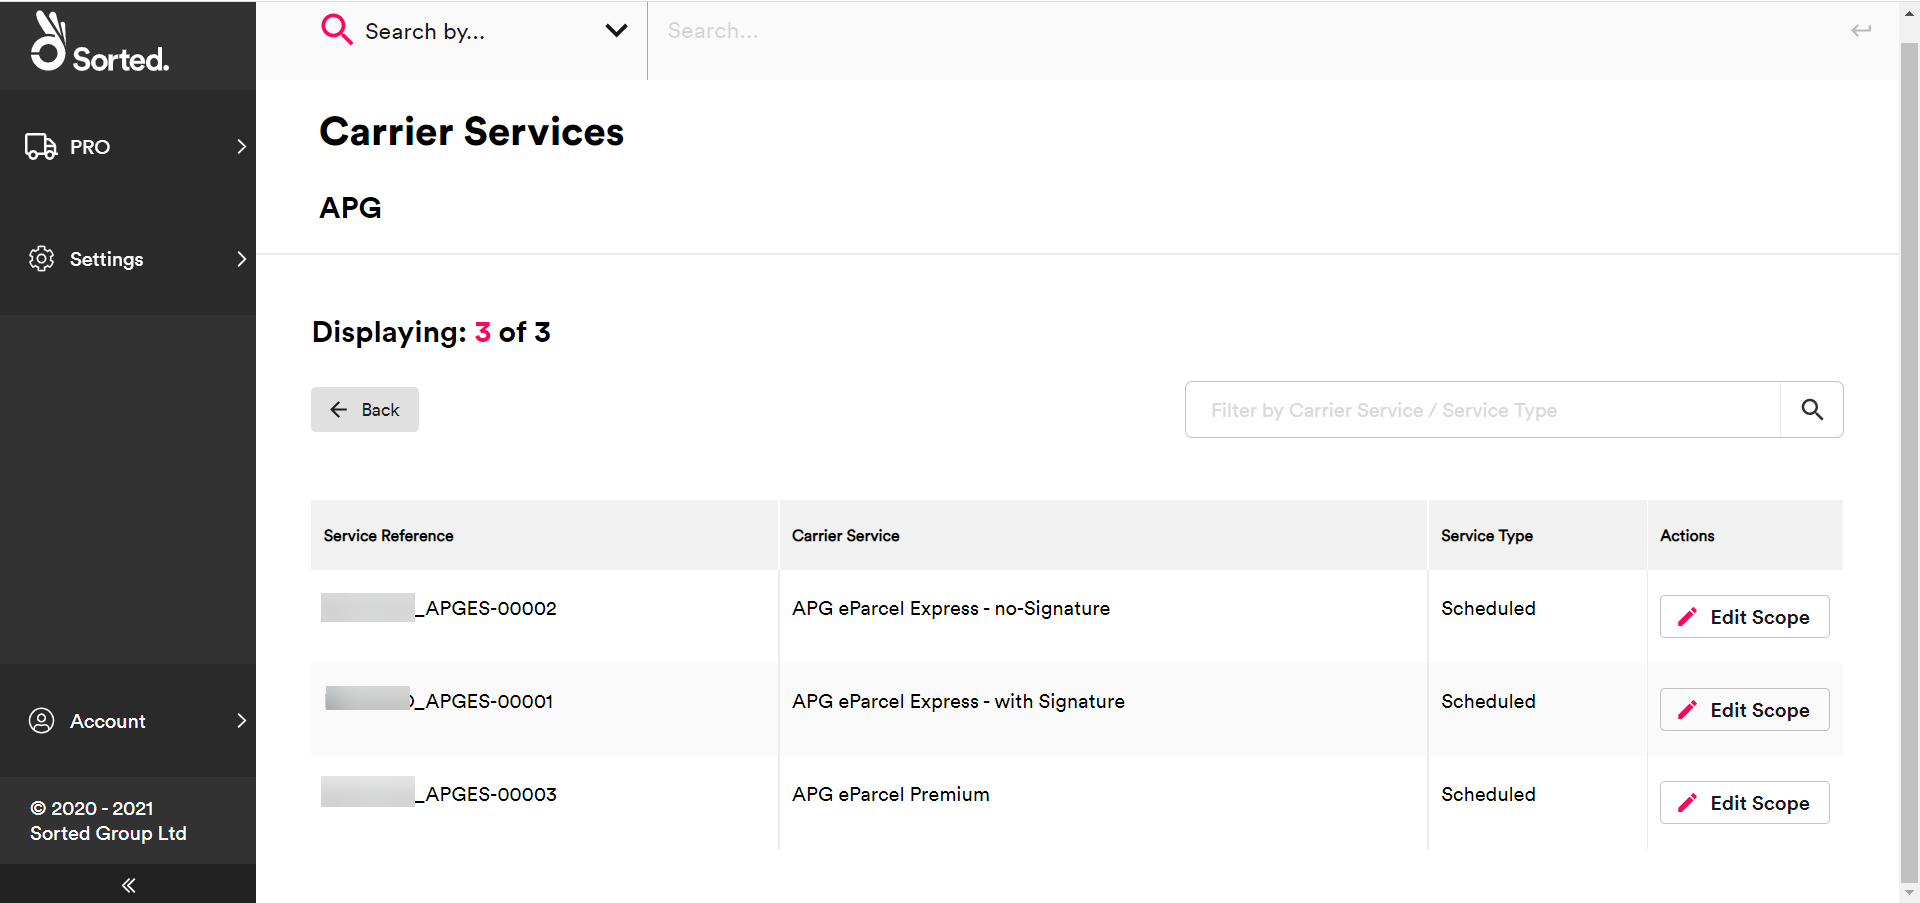 Sorted.
Search by...
Search...
PRO
Settings
Carrier Services
APG
Displaying: 3 of 3
Back
Filter by Carrier Service / Service Type
Service Reference
Carrier Service
Service Type
Actions
_APGES-00002
APG eParcel Express - no-Signature
Scheduled
Edit Scope
_APGES-00001
APG eParcel Express - with Signature
Scheduled
Edit Scope
_APGES-00003
APG eParcel Premium
Scheduled
Edit Scope
Account
© 2020 - 2021
Sorted Group Ltd